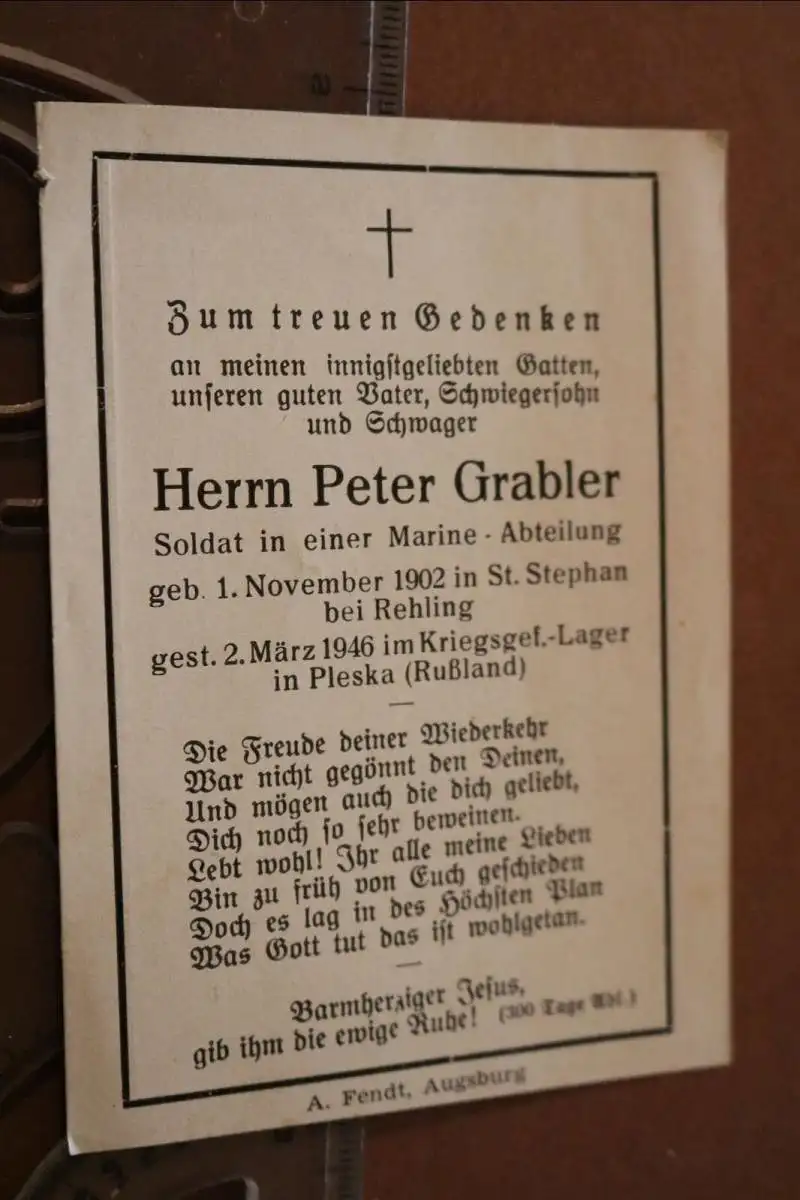 Zum treuen Gedenken
an meinen innigstgeliebten Gatten,
unseren guten Vater, Schwiegersohn
und Schwager
Herrn Peter Grabler
Soldat in einer Marine - Abteilung
geb. 1. November 1902 in St. Stephan
bei Rehling
gest. 2. März 1946 im Kriegsgef.-Lager
in Pleska (Rußland)
Die Freude deiner Wiederkehr
War nicht gegönnt den Deinen,
Und mögen auch die dich geliebt,
Dich noch so sehr beweinen.
Lebt wohl! Ihr alle meine Lieben
Bin zu früh von Euch geschieden
Doch es lag in des Höchsten Plan
Was Gott tut das ist wohlgetan.
Barmherziger Jesus,
gib ihm die ewige Ruhe! (300 Tage Abl.)
A. Fendt, Augsburg